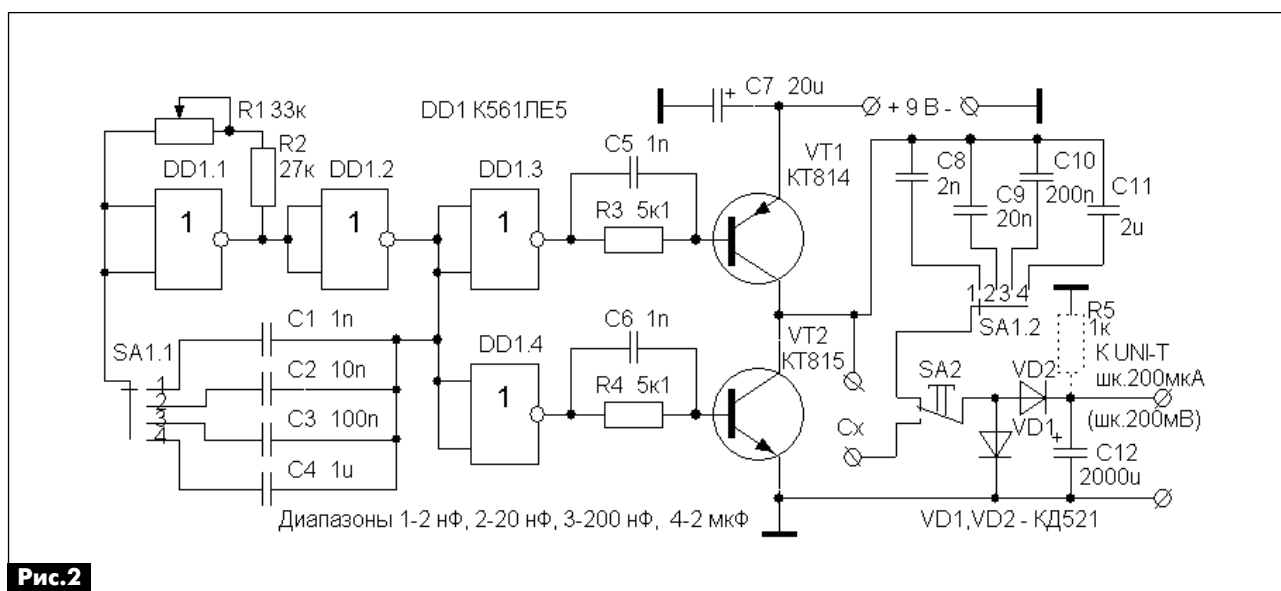 C7 20u
+
R1 33к
DD1 К561ЛЕ5
+ 9 В -
R2
27к
C5 1n
VT1
КТ814
C8
2n
C10
200n
C9
20n
C11
2u
DD1.1
DD1.2
DD1.3
1
1
1
R3 5к1
1 2 3 4
SA1.2
R5
1к
C1 1n
SA1.1
1
2
3
4
C2 10n
C3 100n
C4 1u
DD1.4
1
C6 1n
R4 5к1
VT2
КТ815
SA2
VD2
VD1
К UNI-T
шк.200мкА
(шк.200мВ)
Сх
+
C12
2000u
Диапазоны 1-2 нФ, 2-20 нФ, 3-200 нФ, 4-2 мкФ
VD1,VD2 - КД521
Рис.2